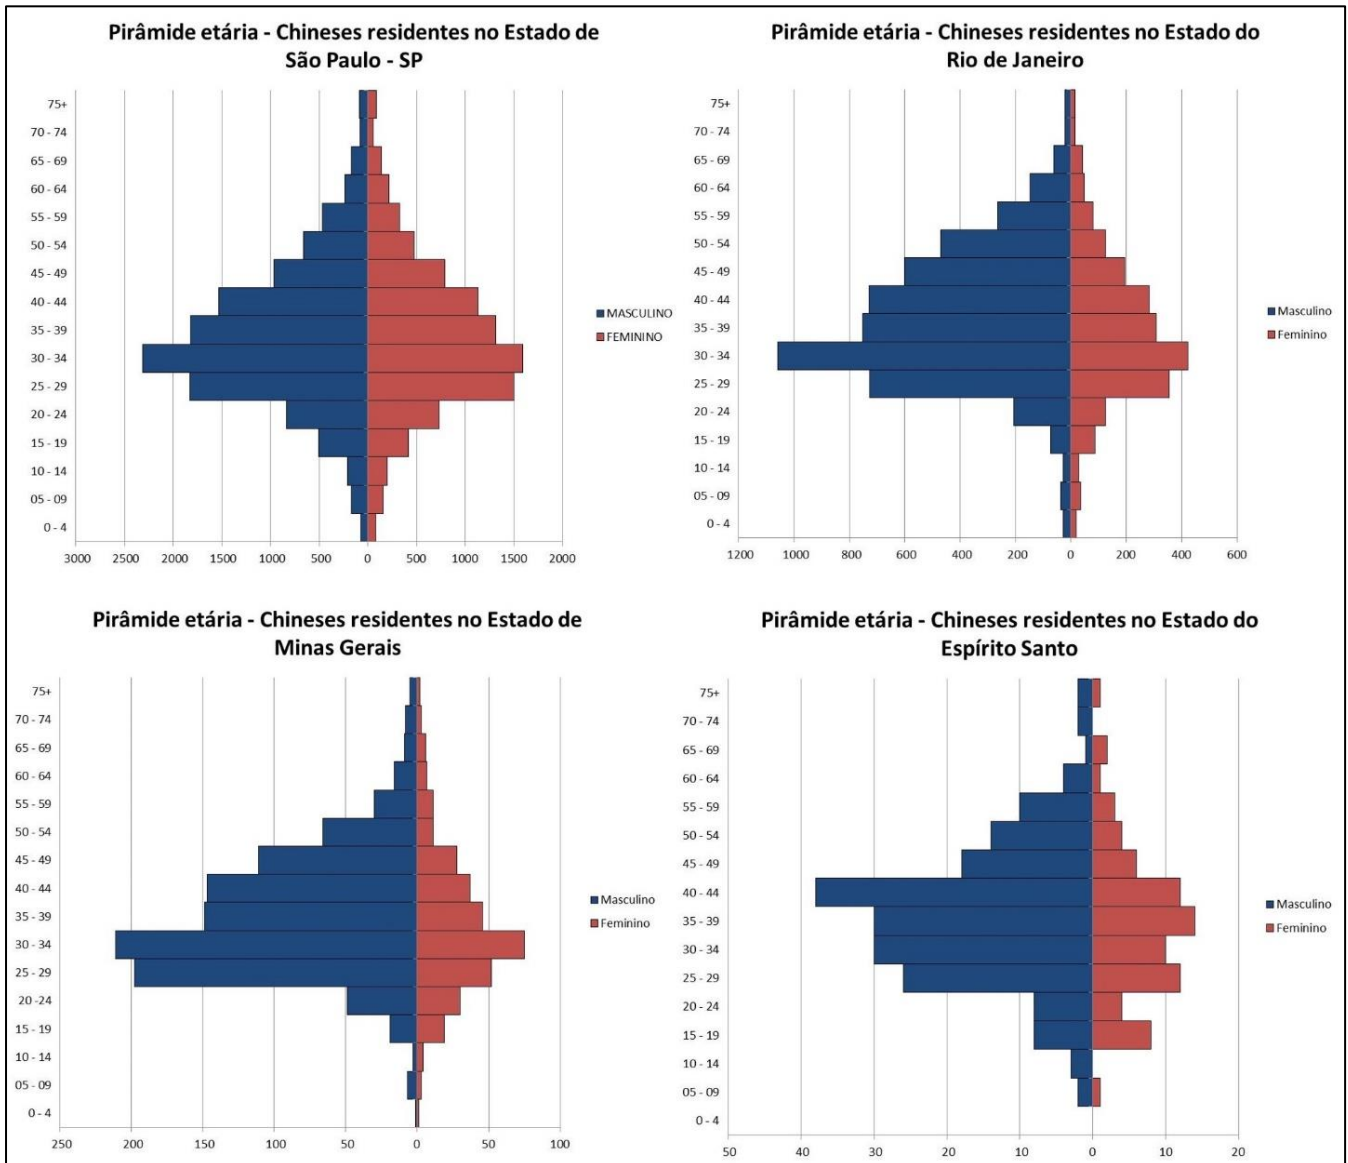 Pirâmide etária - Chineses residentes no Estado de
São Paulo - SP
75+
70 - 74
65 - 69
60 - 64
55 - 59
50 - 54
45 - 49
40 - 44
35 - 39
30 - 34
25 - 29
20 - 24
15 - 19
10 - 14
05 - 09
0 - 4
3000 2500 2000 1500 1000 500 0 500 1000 1500 2000
MASCULINO
FEMININO
Pirâmide etária - Chineses residentes no Estado do
Rio de Janeiro
75+
70 - 74
65 - 69
60 - 64
55 - 59
50 - 54
45 - 49
40 - 44
35 - 39
30 - 34
25 - 29
20 - 24
15 - 19
10 - 14
05 - 09
0 - 4
1200 1000 800 600 400 200 0 200 400 600
Masculino
Feminino
Pirâmide etária - Chineses residentes no Estado de
Minas Gerais
75+
70 - 74
65 - 69
60 - 64
55 - 59
50 - 54
45 - 49
40 - 44
35 - 39
30 - 34
25 - 29
20 -24
15 - 19
10 - 14
05 - 09
0 - 4
250 200 150 100 50 0 50 100
Masculino
Feminino
Pirâmide etária - Chineses residentes no Estado do
Espírito Santo
75+
70 - 74
65 - 69
60 - 64
55 - 59
50 - 54
45 - 49
40 - 44
35 - 39
30 - 34
25 - 29
20 - 24
15 - 19
10 - 14
05 - 09
0 - 4
50 40 30 20 10 0 10 20
Masculino
Feminino